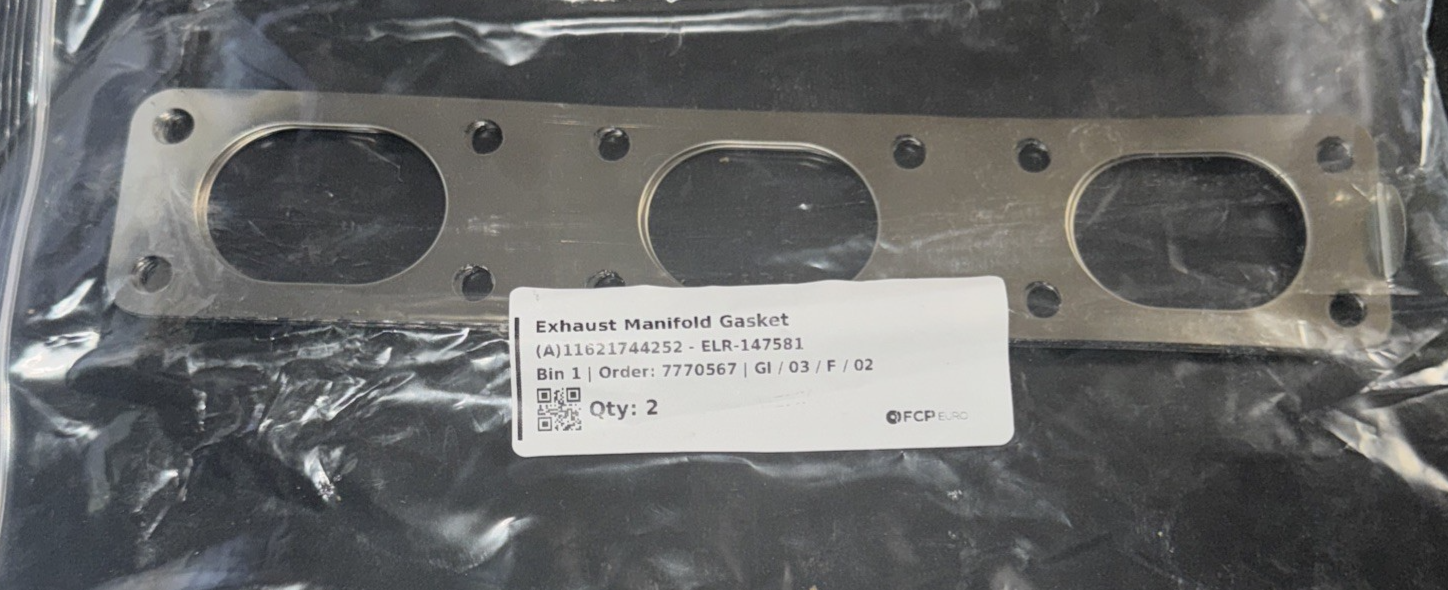 Exhaust Manifold Gasket
(A)11621744252 - ELR-147581
Bin 1 | Order: 7770567 | GI / 03 / F / 02
Qty: 2
FCP EURO